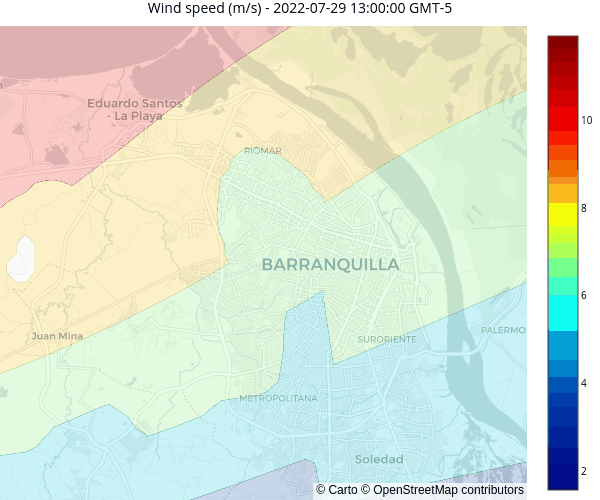 Wind speed (m/s) - 2022-07-29 13:00:00 GMT-5
Eduardo Santos
- La Playa
10
RIOMAR
8
BARRANQUILLA
6
PALERMO
Juan Mina
SURORIENTE
4
METROPOLITANA
Soledad
2
© Carto © OpenStreetMap contributors